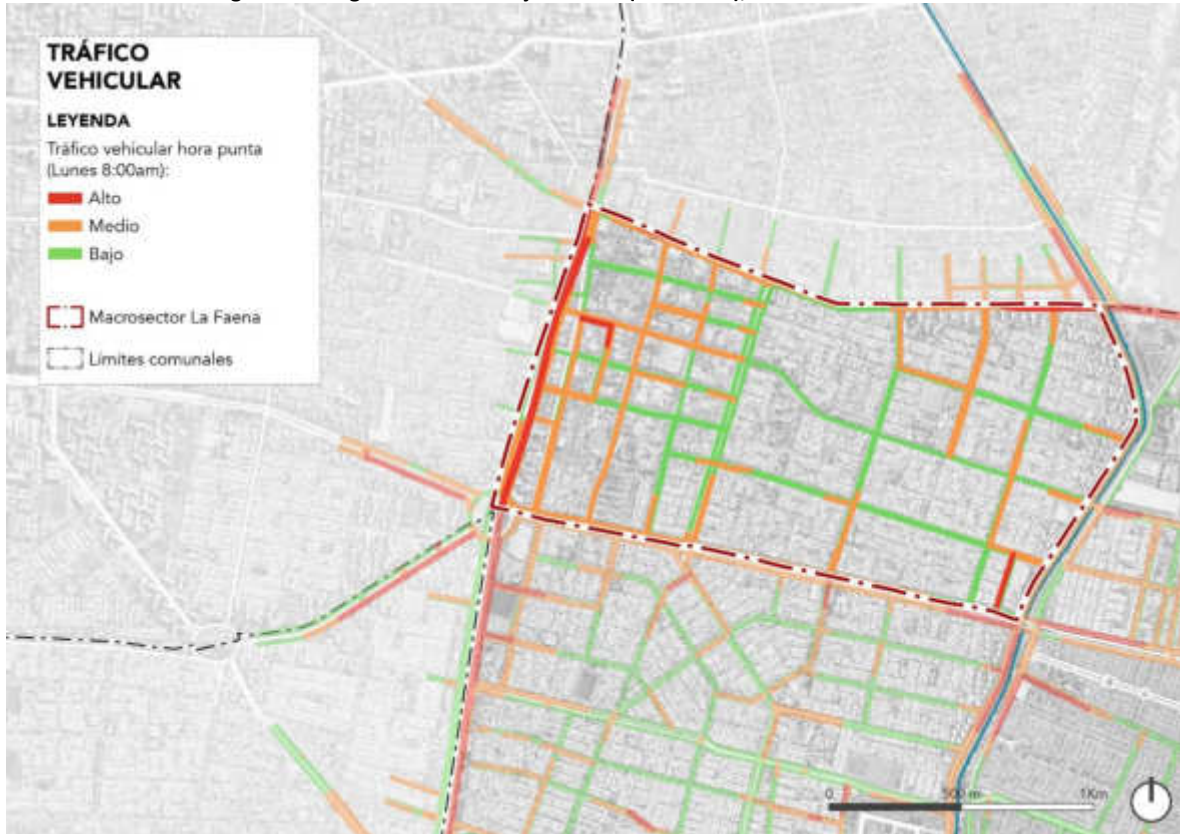 TRÁFICO
VEHICULAR
LEYENDA
Tráfico vehicular hora punta
(Lunes 8:00am):
Alto
Medio
Bajo
Macrosector La Faena
Límites comunales
0 500 m 1Km